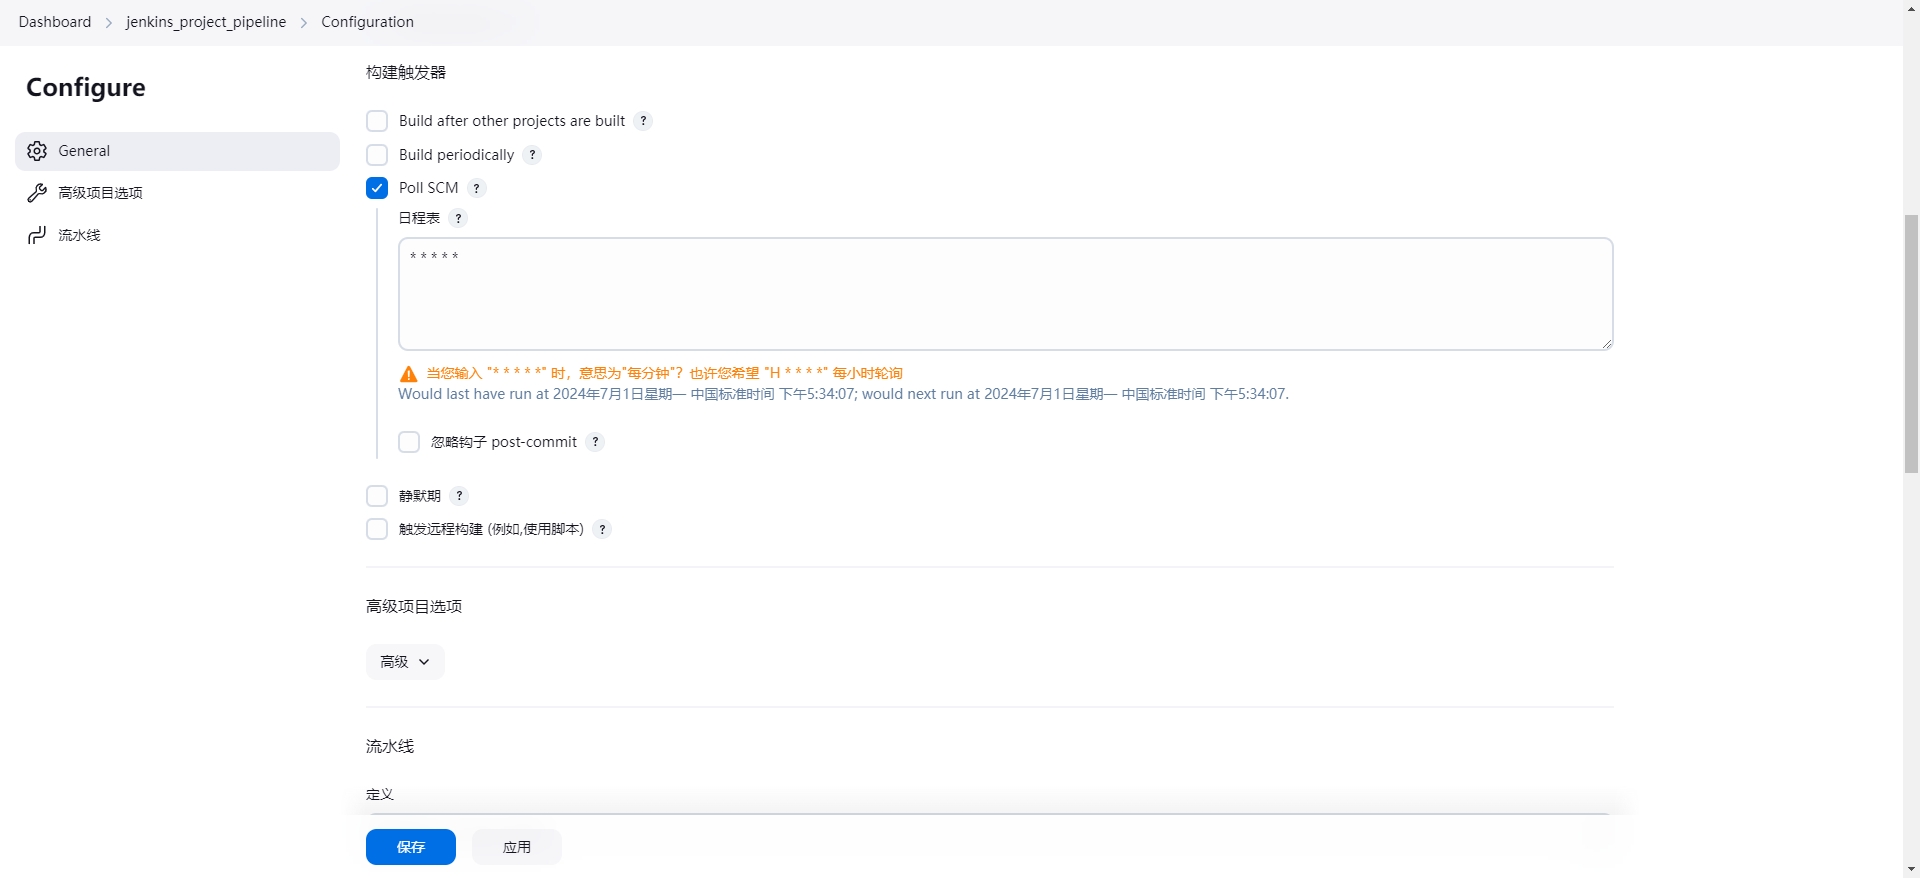 Dashboard > jenkins_project_pipeline > Configuration
Configure
General
高级项目选项
流水线
构建触发器
Build after other projects are built ?
Build periodically ?
Poll SCM ?
日程表 ?
* * * * *
当您输入 "* * * * *" 时，意思为"每分钟"？也许您希望 "H * * * *" 每小时轮询
Would last have run at 2024年7月1日星期一 中国标准时间 下午5:34:07; would next run at 2024年7月1日星期一 中国标准时间 下午5:34:07.
忽略钩子 post-commit ?
静默期 ?
触发远程构建 (例如,使用脚本) ?
高级项目选项
高级
流水线
定义
保存 应用